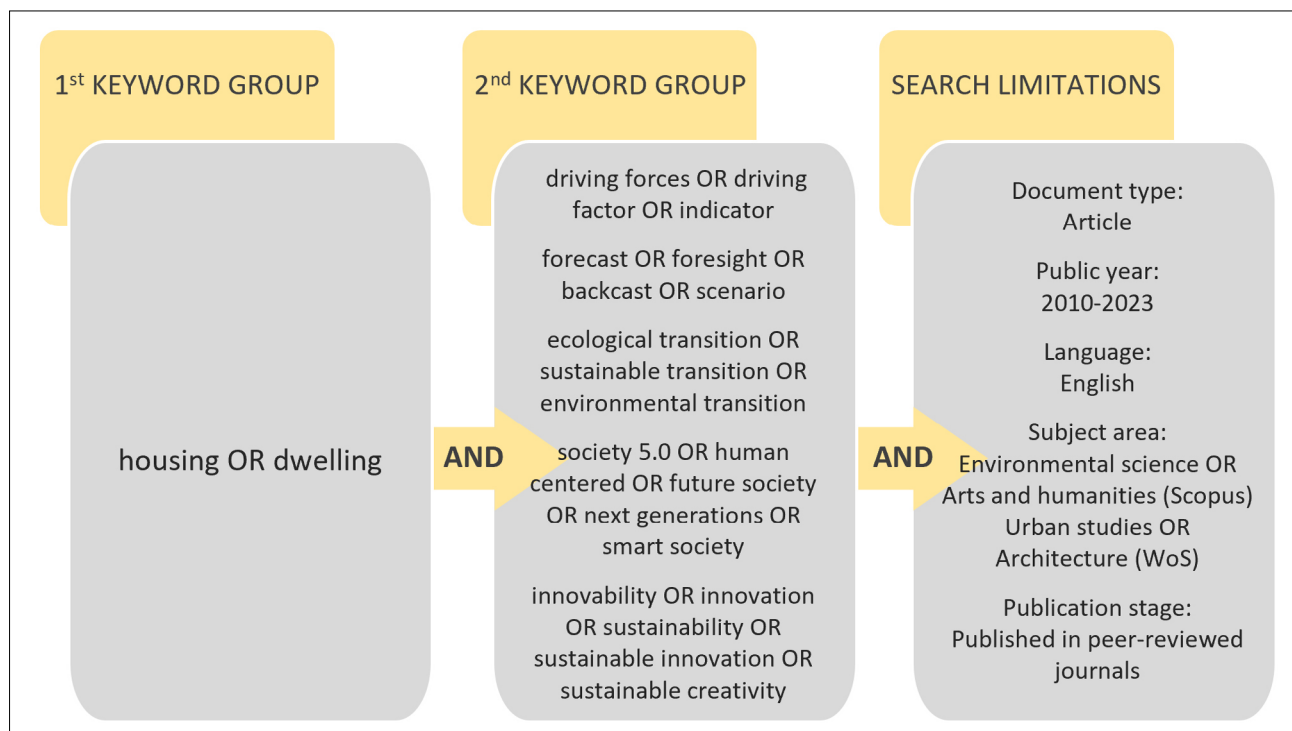 1st KEYWORD GROUP
housing OR dwelling
AND
2nd KEYWORD GROUP
driving forces OR driving
factor OR indicator
forecast OR foresight OR
backcast OR scenario
ecological transition OR
sustainable transition OR
environmental transition
society 5.0 OR human
centered OR future society
OR next generations OR
smart society
innovability OR innovation
OR sustainability OR
sustainable innovation OR
sustainable creativity
AND
SEARCH LIMITATIONS
Document type:
Article
Public year:
2010-2023
Language:
English
Subject area:
Environmental science OR
Arts and humanities (Scopus)
Urban studies OR
Architecture (WoS)
Publication stage:
Published in peer-reviewed
journals